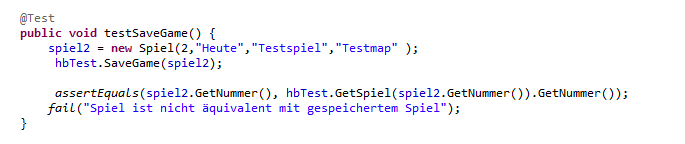 @Test
public void testSaveGame() {
spiel2 = new Spiel(2,"Heute","Testspiel","Testmap" );
hbTest.SaveGame(spiel2);
assertEquals(spiel2.GetNummer(), hbTest.GetSpiel(spiel2.GetNummer()).GetNummer());
fail("Spiel ist nicht äquivalent mit gespeichertem Spiel");
}